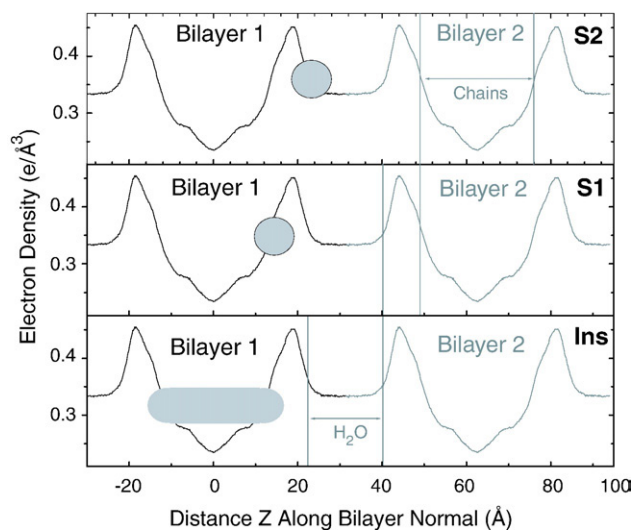 Bilayer 1 Bilayer 2 S2
0.4
Chains
0.3
Bilayer 1 Bilayer 2 S1
0.4
0.3
Bilayer 1 Bilayer 2 Ins
0.4
0.3
H₂O
-20 0 20 40 60 80 100
Electron Density (e/Å³)
Distance Z Along Bilayer Normal (Å)